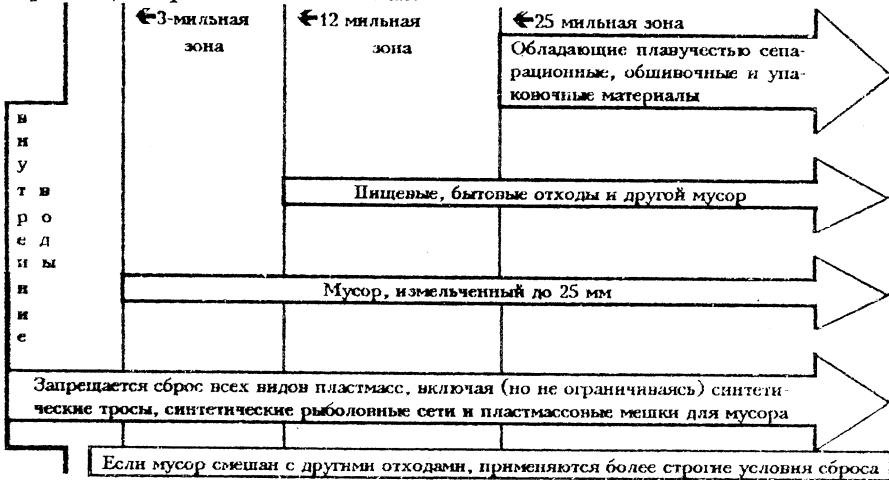 3-мильная
зона
12 мильная
зона
25 мильная зона
Обладающие плавучестью сепа-
рационные, обшивочные и упа-
ковочные материалы
внутренние
воды
Пищевые, бытовые отходы и другой мусор
Мусор, измельченный до 25 мм
Запрещается сброс всех видов пластмасс, включая (но не ограничиваясь) синтети-
ческие тросы, синтетические рыболовные сети и пластмассовые мешки для мусора
Если мусор смешан с другими отходами, применяются более строгие условия сброса